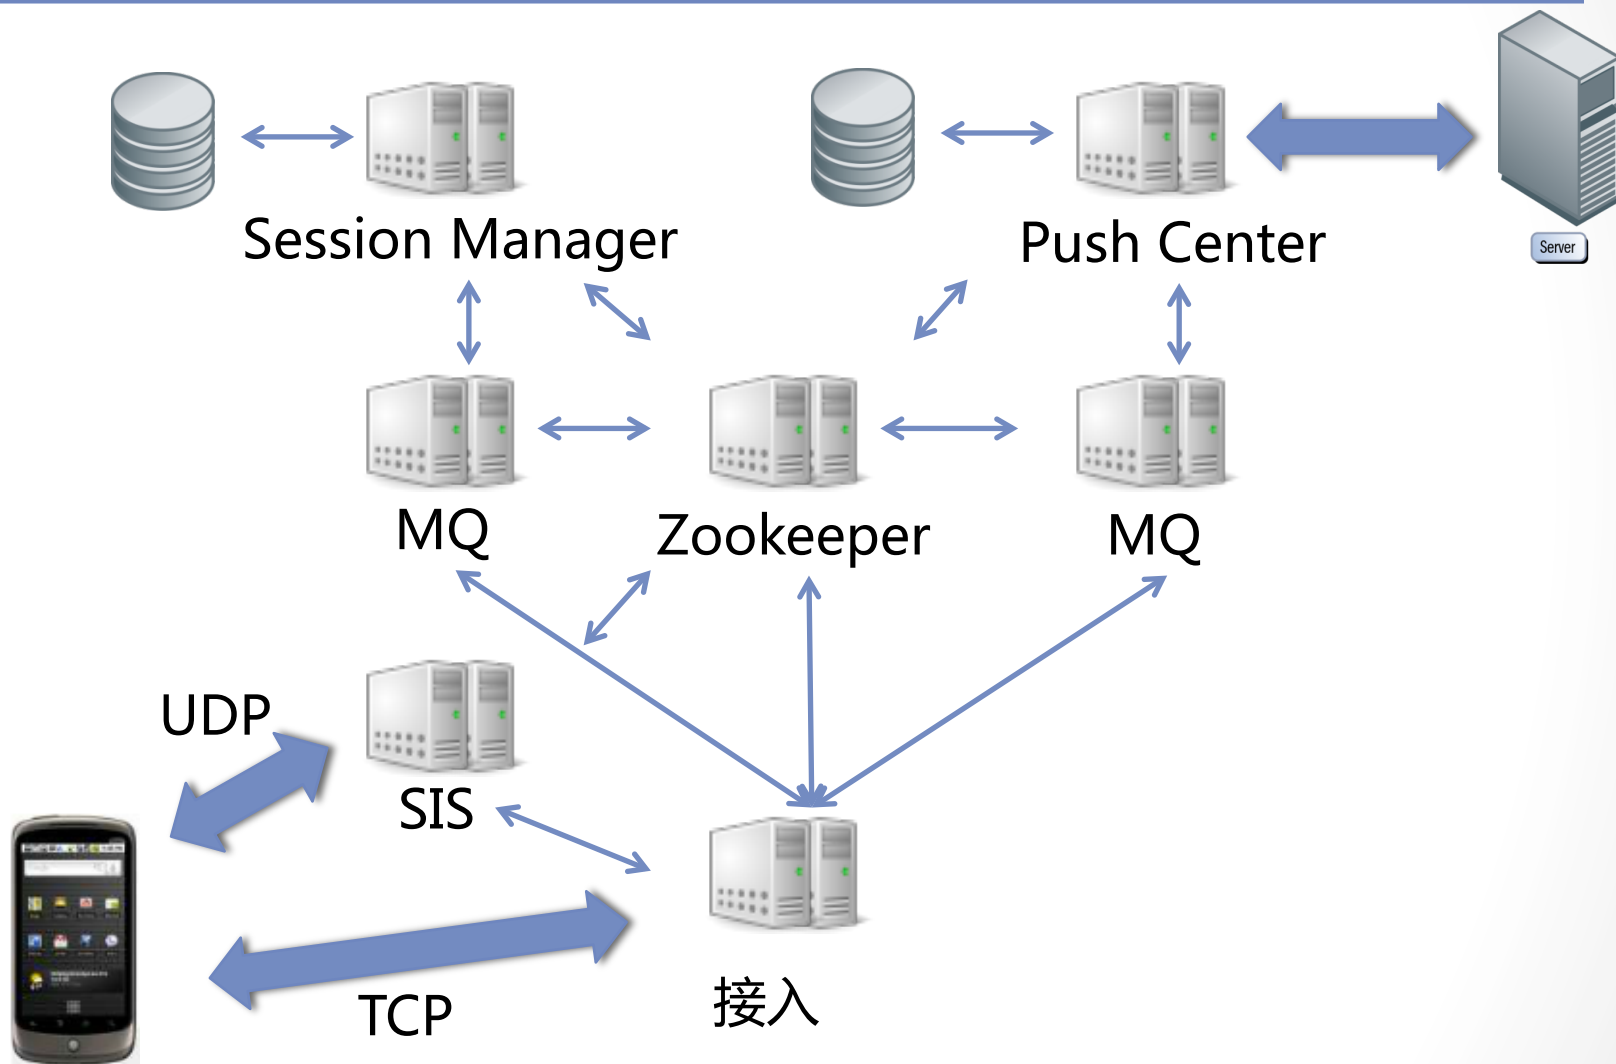 Session Manager
Push Center
Server
MQ
Zookeeper
MQ
UDP
SIS
TCP
接入